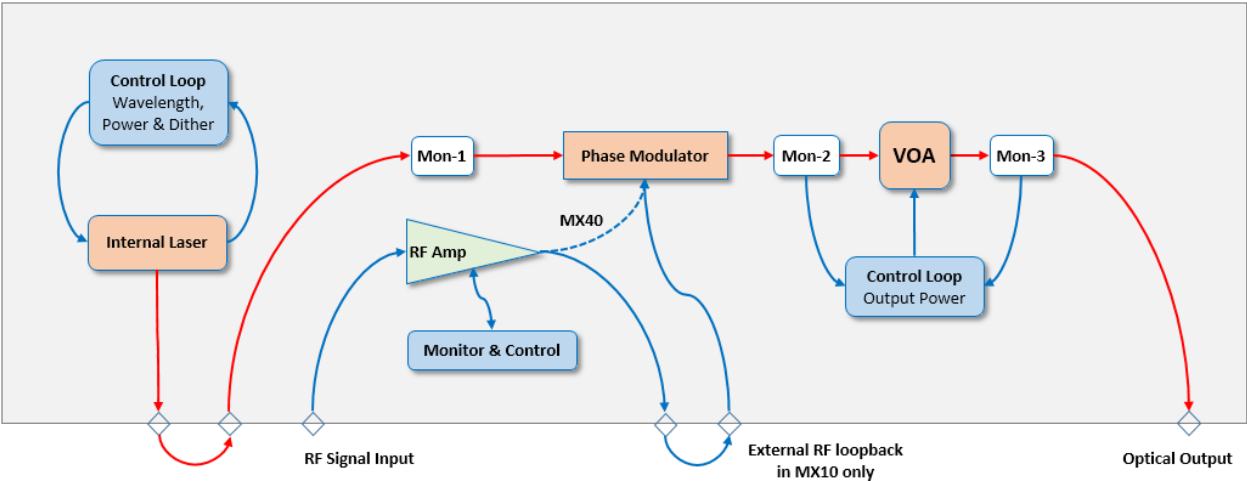 Control Loop
Wavelength,
Power & Dither
Internal Laser
Mon-1
Phase Modulator
Mon-2
VOA
Mon-3
MX40
RF Amp
Monitor & Control
Control Loop
Output Power
RF Signal Input
External RF loopback
in MX10 only
Optical Output